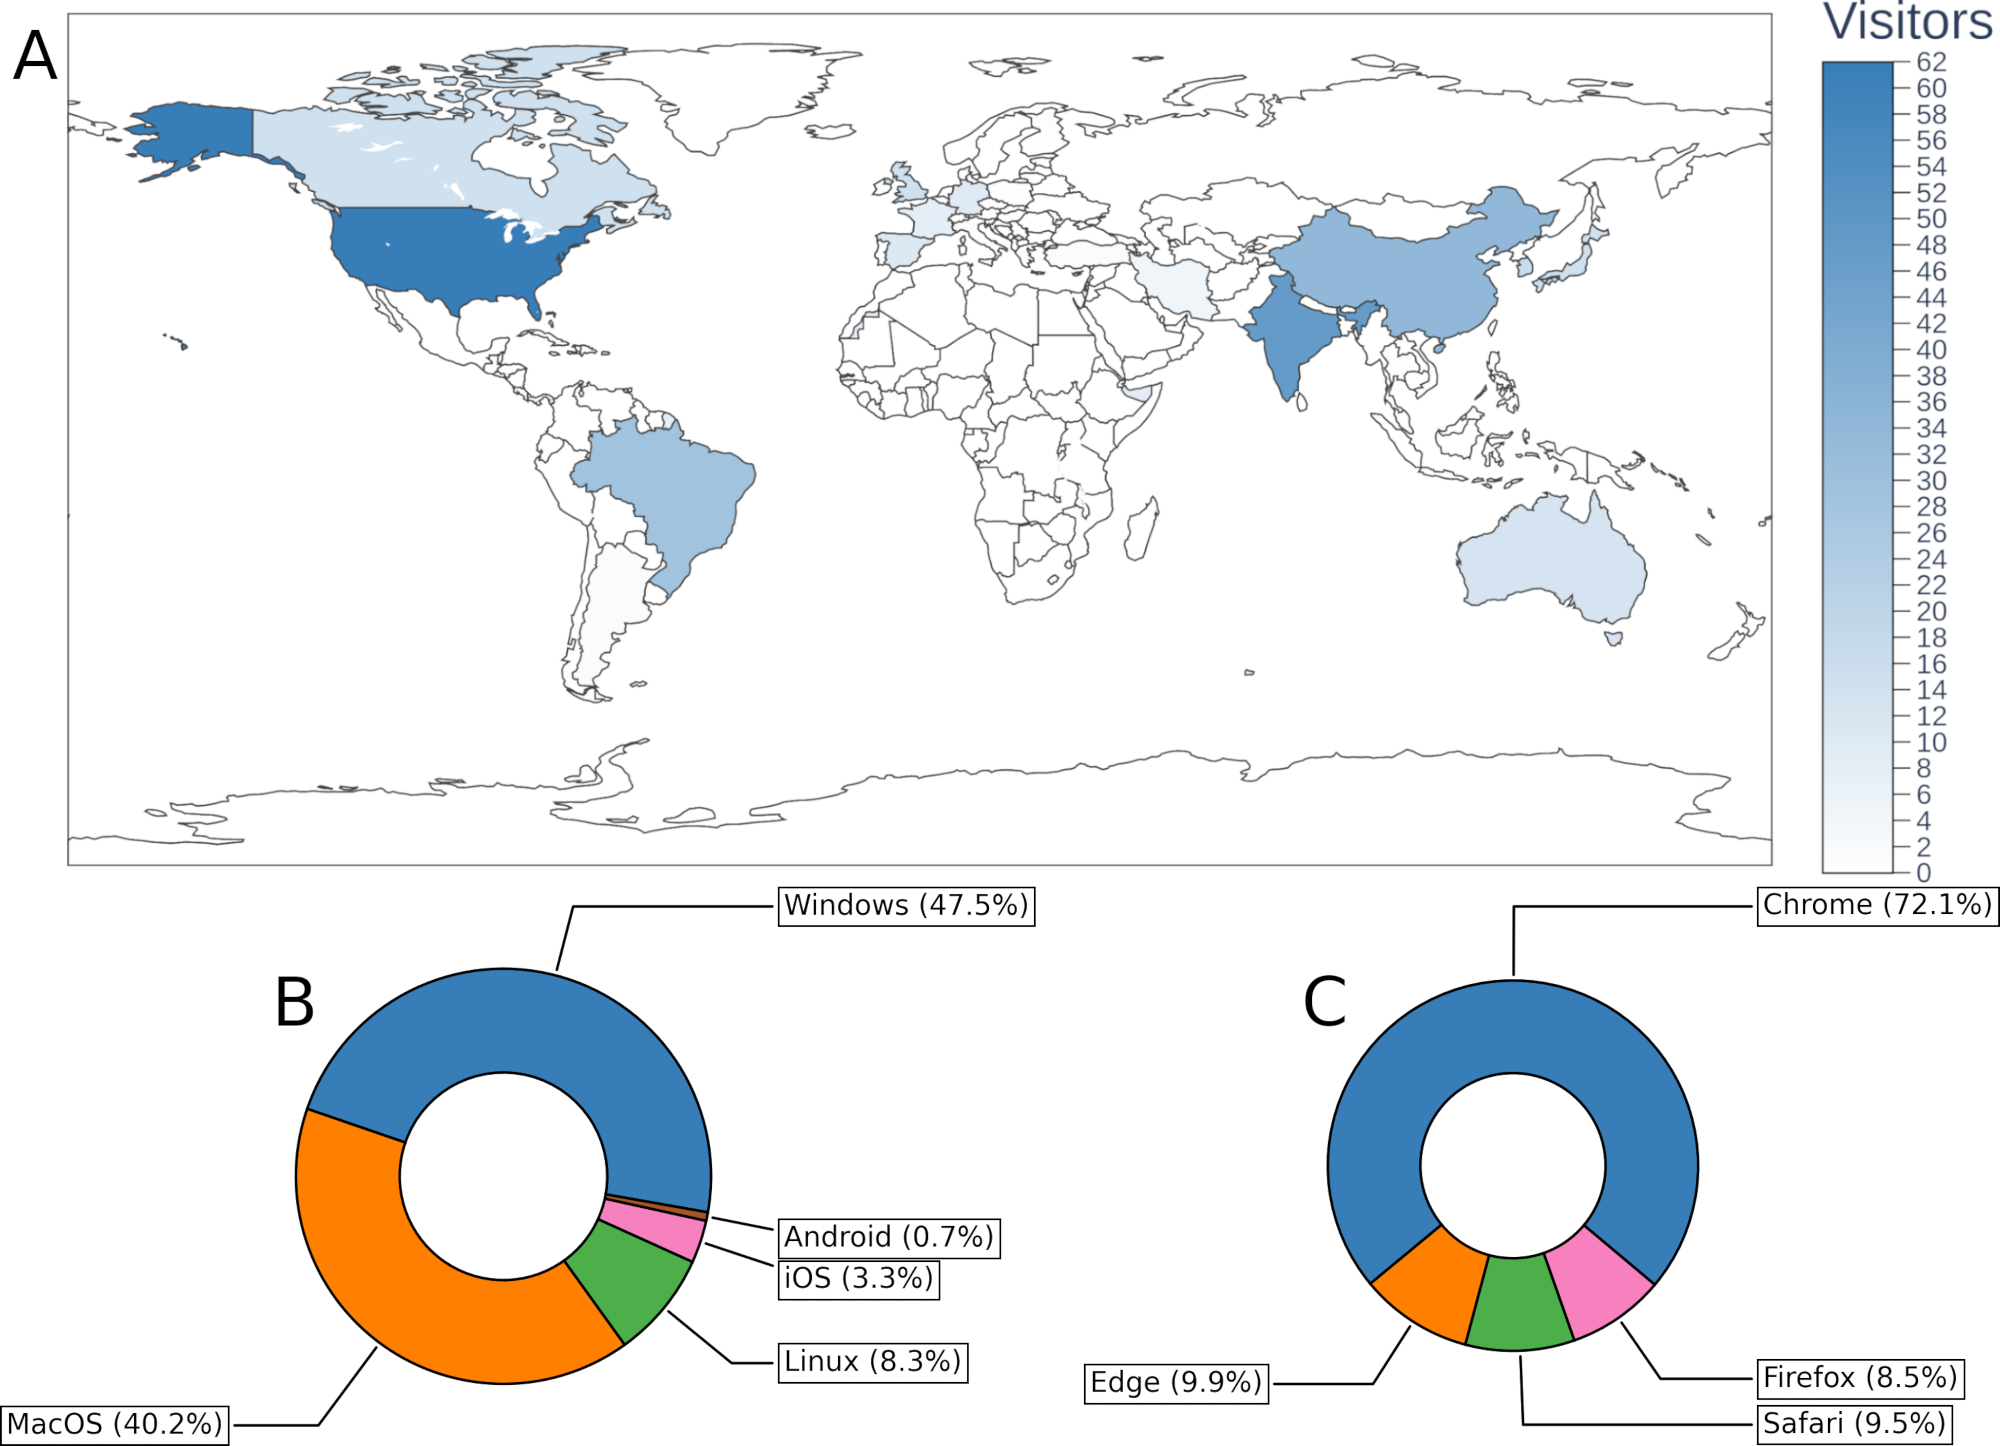 A
Visitors
62
60
58
56
54
52
50
48
46
44
42
40
38
36
34
32
30
28
26
24
22
20
18
16
14
12
10
8
6
4
2
0
B
Windows (47.5%)
Android (0.7%)
iOS (3.3%)
Linux (8.3%)
MacOS (40.2%)
C
Chrome (72.1%)
Edge (9.9%)
Firefox (8.5%)
Safari (9.5%)